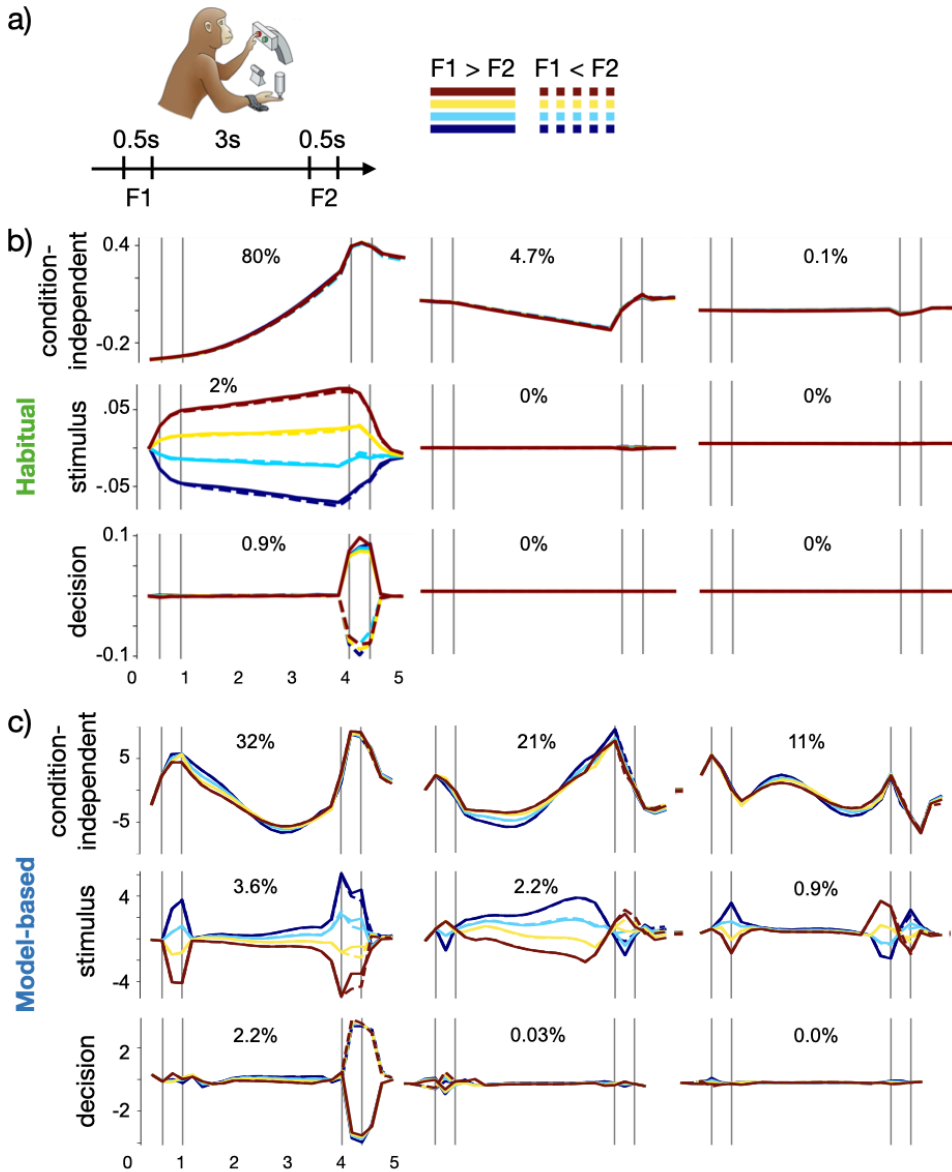 a)
F1 > F2 F1 < F2
0.5s 3s 0.5s
F1 F2
b)
Habitual
condition-
independent
0.4
-0.2
80% 4.7% 0.1%
stimulus
.05
0
-.05
2% 0% 0%
decision
0.1
-0.1
0.9% 0% 0%
0 1 2 3 4 5
c)
Model-based
condition-
independent
5
-5
32% 21% 11%
stimulus
4
0
-4
3.6% 2.2% 0.9%
decision
2
0
-2
2.2% 0.03% 0.0%
0 1 2 3 4 5